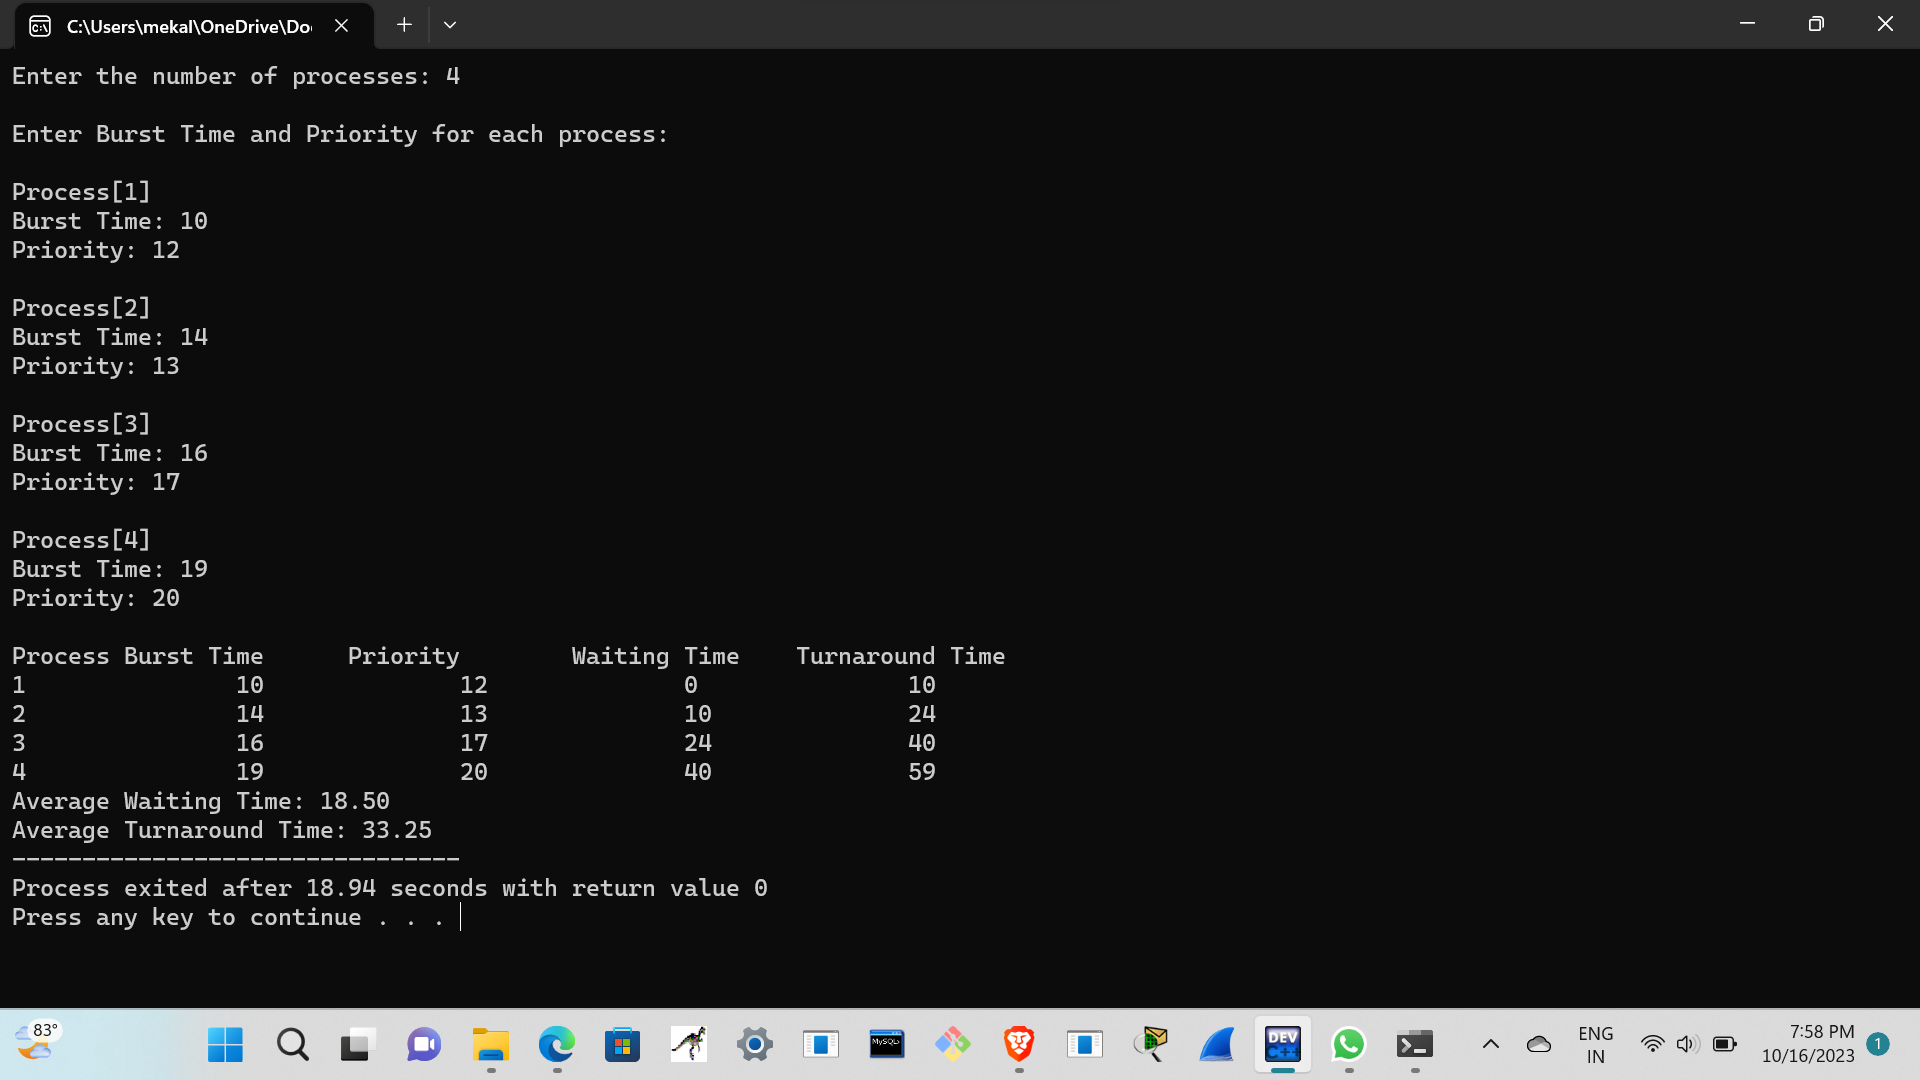 C:\Users\mekal\OneDrive\Do
Enter the number of processes: 4
Enter Burst Time and Priority for each process:
Process[1]
Burst Time: 10
Priority: 12
Process[2]
Burst Time: 14
Priority: 13
Process[3]
Burst Time: 16
Priority: 17
Process[4]
Burst Time: 19
Priority: 20
Process Burst Time Priority Waiting Time Turnaround Time
1 10 12 0 10
2 14 13 10 24
3 16 17 24 40
4 19 20 40 59
Average Waiting Time: 18.50
Average Turnaround Time: 33.25
--------------------------------
Process exited after 18.94 seconds with return value 0
Press any key to continue . . .
83°
MySQL>
DEV
C++
ENG
IN
7:58 PM
10/16/2023
1